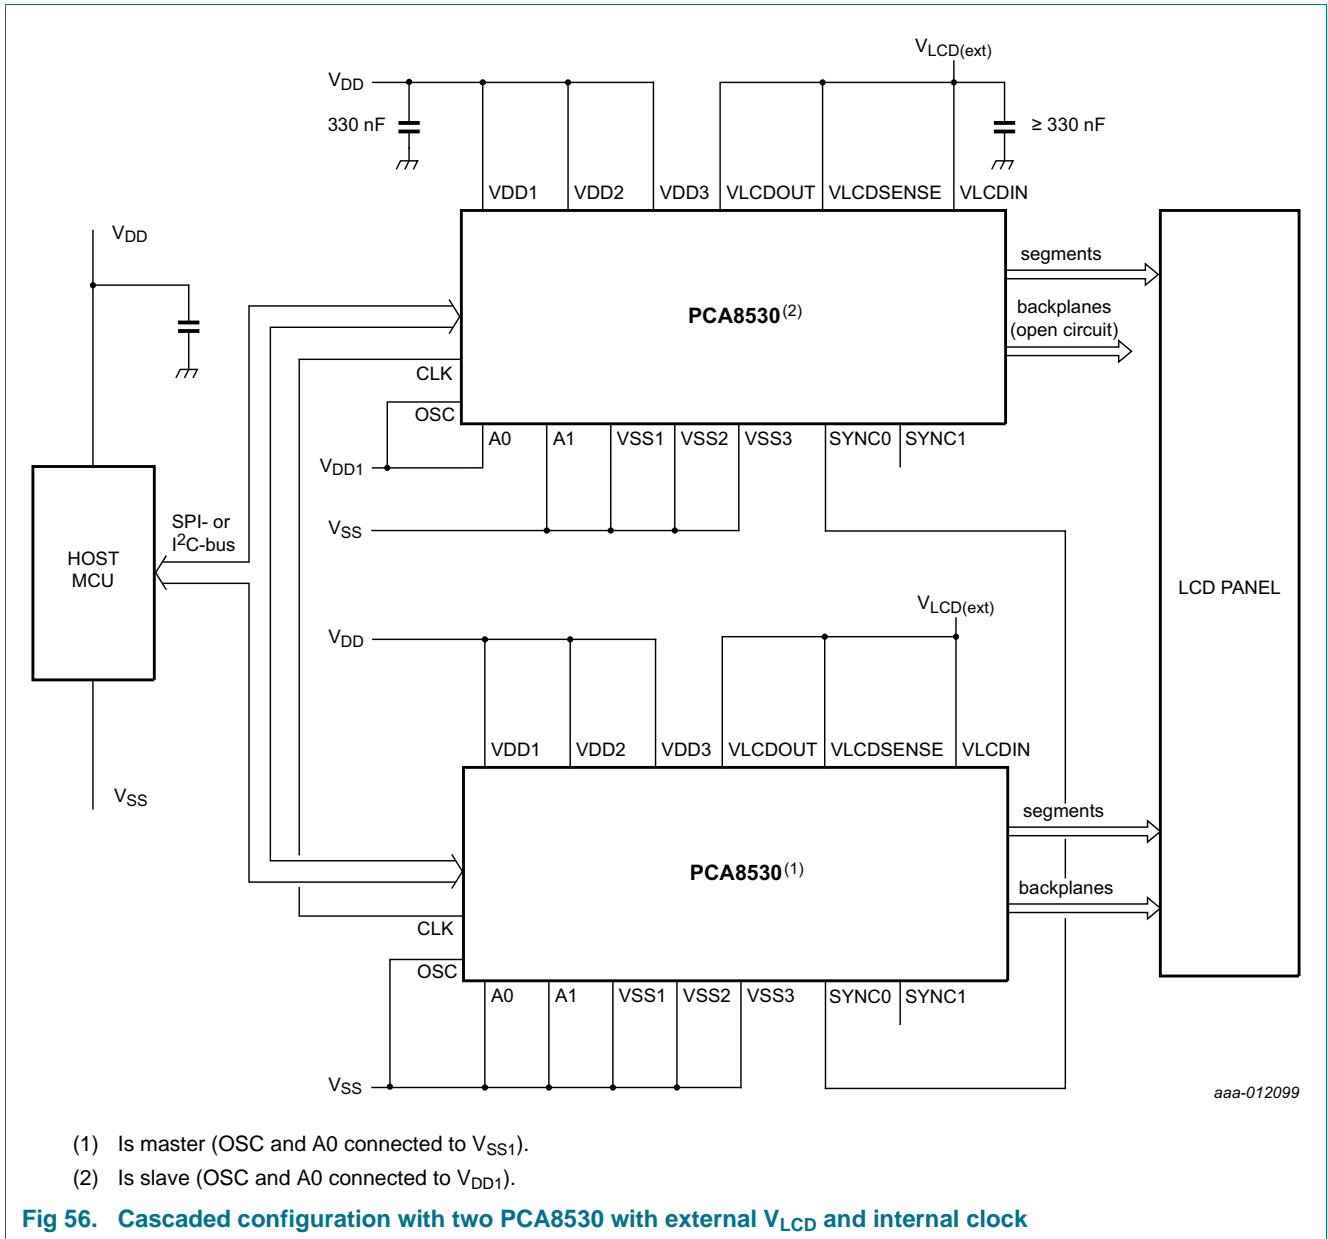 VLCD(ext)
VDD
330 nF
≥ 330 nF
VDD1 VDD2 VDD3 VLCDOUT VLCDSENSE VLCDIN
VDD
segments
PCA8530(2)
backplanes
(open circuit)
CLK
OSC
A0 A1 VSS1 VSS2 VSS3 SYNC0 SYNC1
VDD1
SPI- or
I2C-bus
VSS
HOST
MCU
LCD PANEL
VLCD(ext)
VDD
VDD1 VDD2 VDD3 VLCDOUT VLCDSENSE VLCDIN
VSS
segments
PCA8530(1)
backplanes
CLK
OSC
A0 A1 VSS1 VSS2 VSS3 SYNC0 SYNC1
VSS
aaa-012099
(1) Is master (OSC and A0 connected to VSS1).
(2) Is slave (OSC and A0 connected to VDD1).
Fig 56. Cascaded configuration with two PCA8530 with external VLCD and internal clock